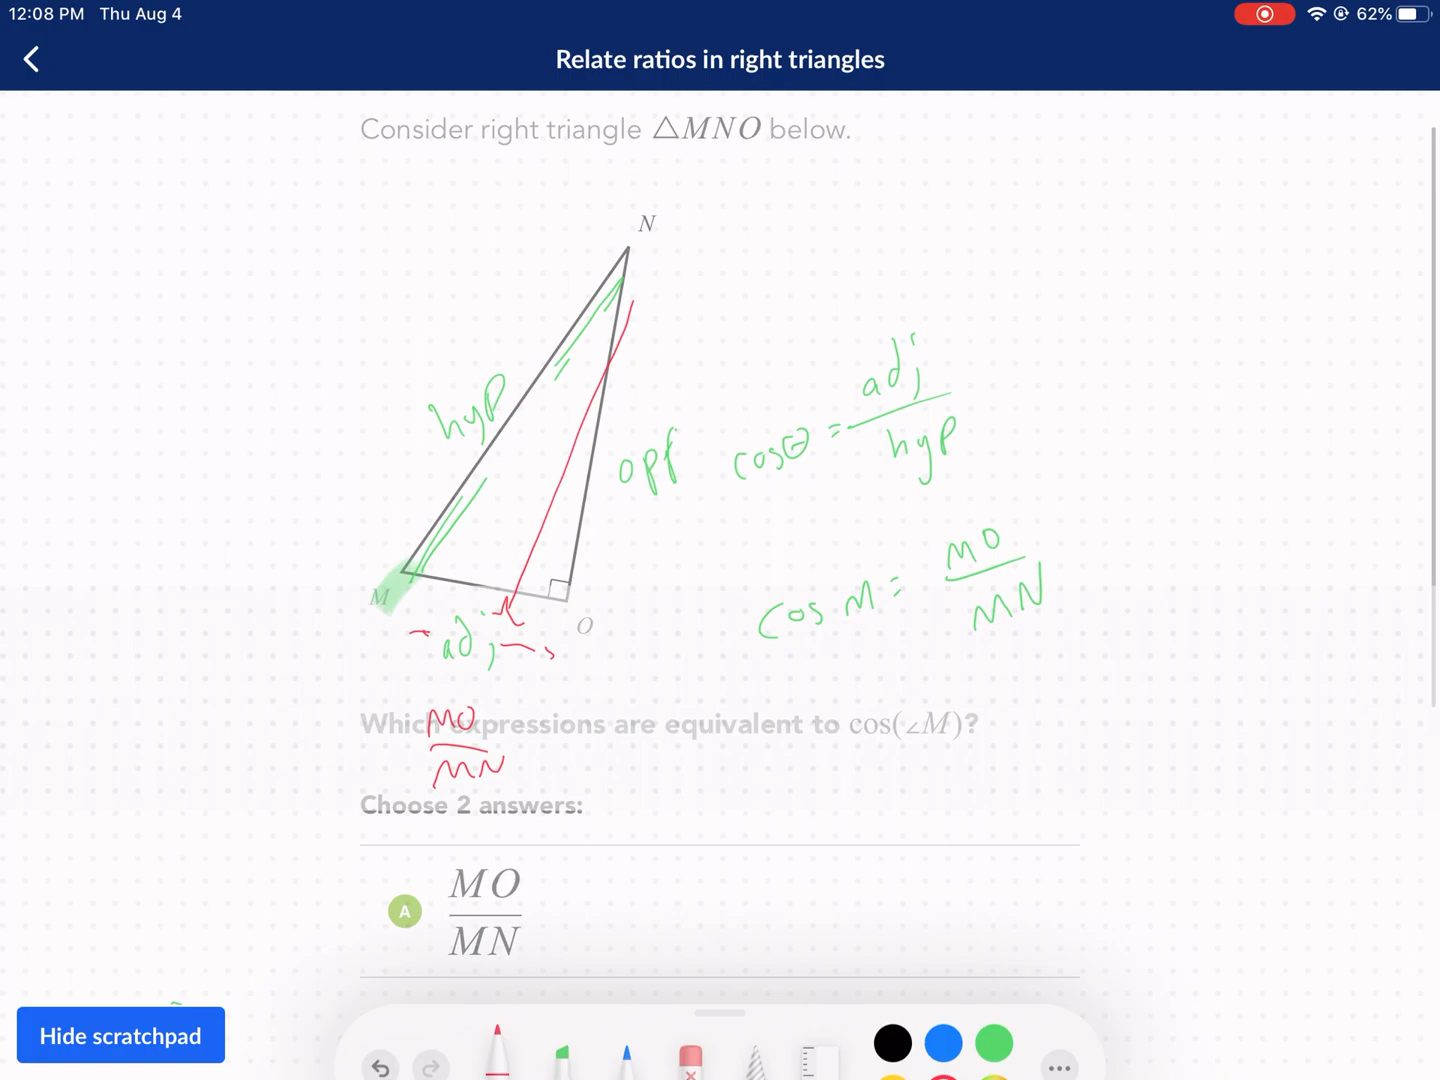 12:08 PM Thu Aug 4
62%
Relate ratios in right triangles
Consider right triangle △MNO below.
N
hyp
opp
cosθ = adj / hyp
M
O
adj
cos M = MO / MN
Which expressions are equivalent to cos(∠M)?
MO
MN
Choose 2 answers:
A
MO
MN
Hide scratchpad